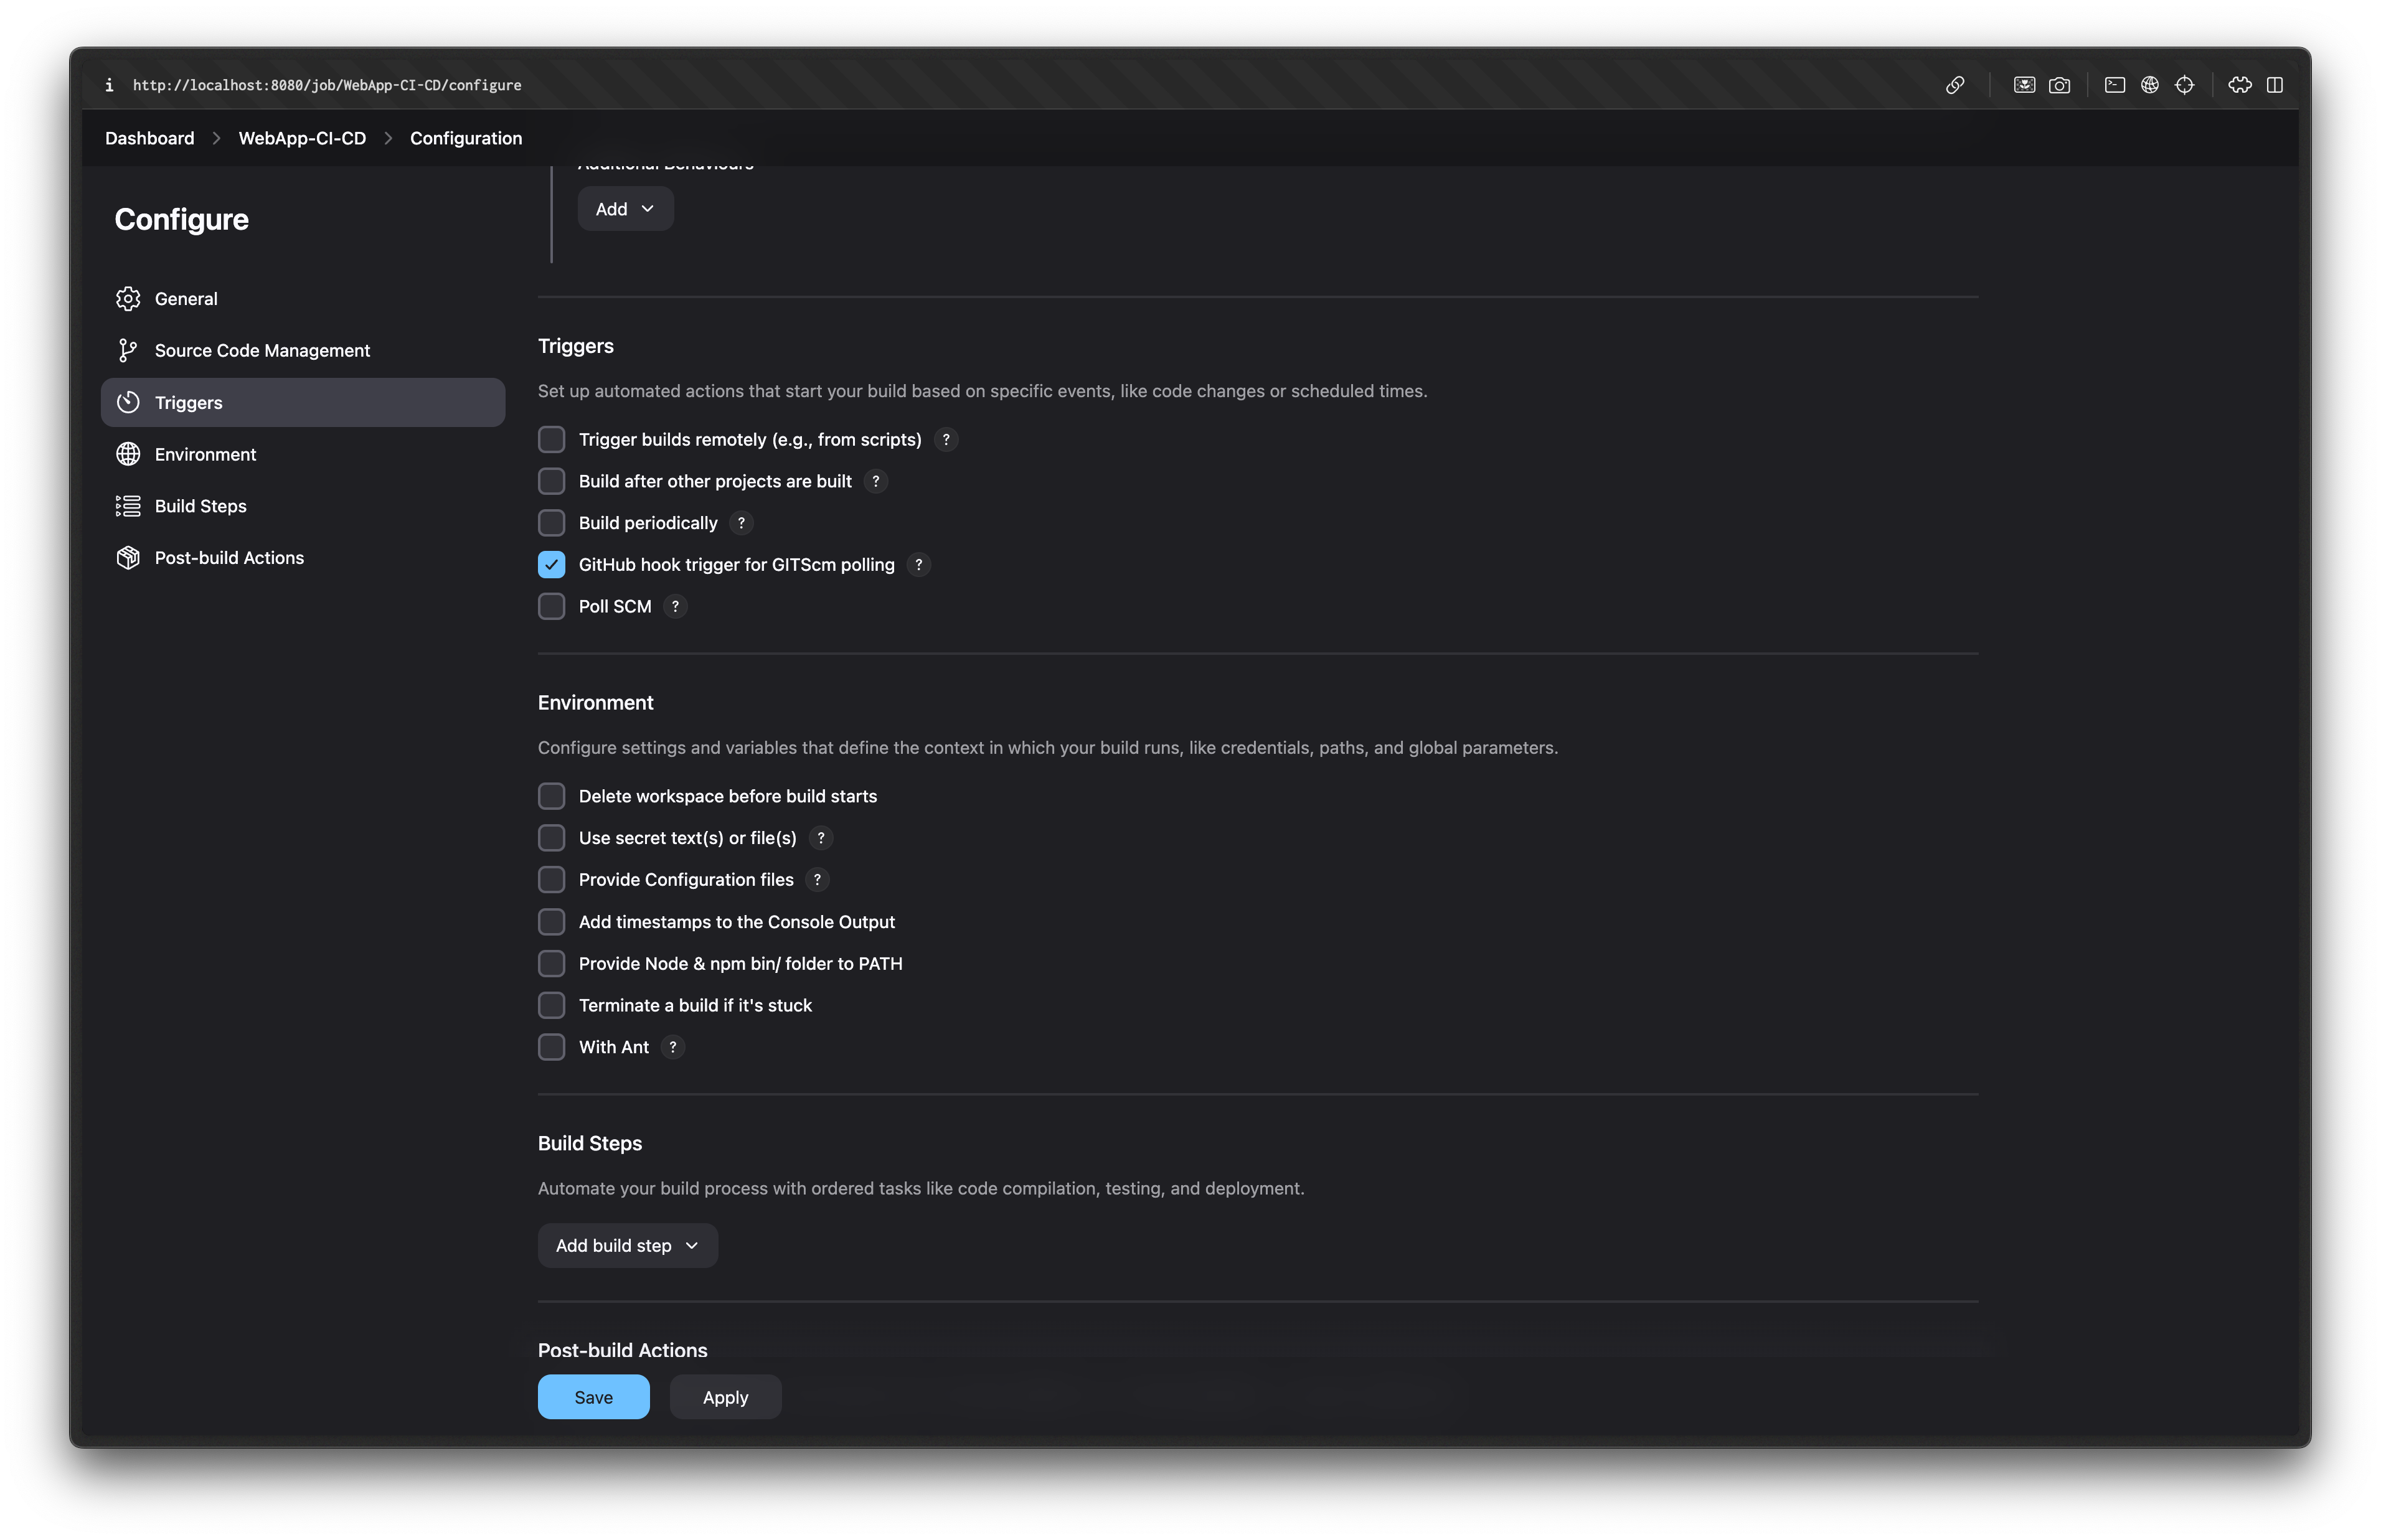 http://localhost:8080/job/WebApp-CI-CD/configure
Dashboard > WebApp-CI-CD > Configuration
Configure
General
Source Code Management
Triggers
Environment
Build Steps
Post-build Actions
Additional Behaviours
Add
Triggers
Set up automated actions that start your build based on specific events, like code changes or scheduled times.
Trigger builds remotely (e.g., from scripts) ?
Build after other projects are built ?
Build periodically ?
GitHub hook trigger for GITScm polling ?
Poll SCM ?
Environment
Configure settings and variables that define the context in which your build runs, like credentials, paths, and global parameters.
Delete workspace before build starts
Use secret text(s) or file(s) ?
Provide Configuration files ?
Add timestamps to the Console Output
Provide Node & npm bin/ folder to PATH
Terminate a build if it's stuck
With Ant ?
Build Steps
Automate your build process with ordered tasks like code compilation, testing, and deployment.
Add build step
Post-build Actions
Save Apply